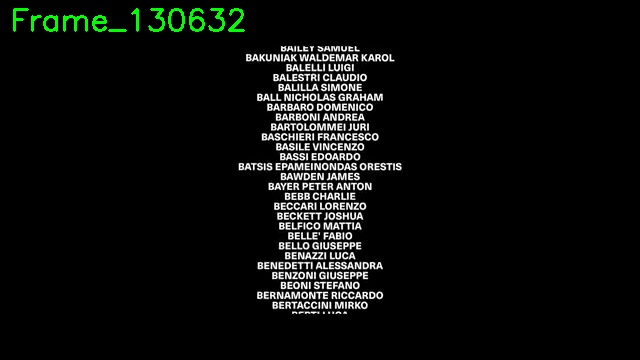 Frame_130632
BAILEY SAMUEL
BAKUNIAK WALDEMAR KAROL
BALELLI LUIGI
BALESTRI CLAUDIO
BALILLA SIMONE
BALL NICHOLAS GRAHAM
BARBARO DOMENICO
BARBONI ANDREA
BARTOLOMMEI JURI
BASCHIERI FRANCESCO
BASILE VINCENZO
BASSI EDOARDO
BATSIS EPAMEINONDAS ORESTIS
BAWDEN JAMES
BAYER PETER ANTON
BEBB CHARLIE
BECCARI LORENZO
BECKETT JOSHUA
BELFICO MATTIA
BELLE' FABIO
BELLO GIUSEPPE
BENAZZI LUCA
BENEDETTI ALESSANDRA
BENZONI GIUSEPPE
BEONI STEFANO
BERNAMONTE RICCARDO
BERTACCINI MIRKO